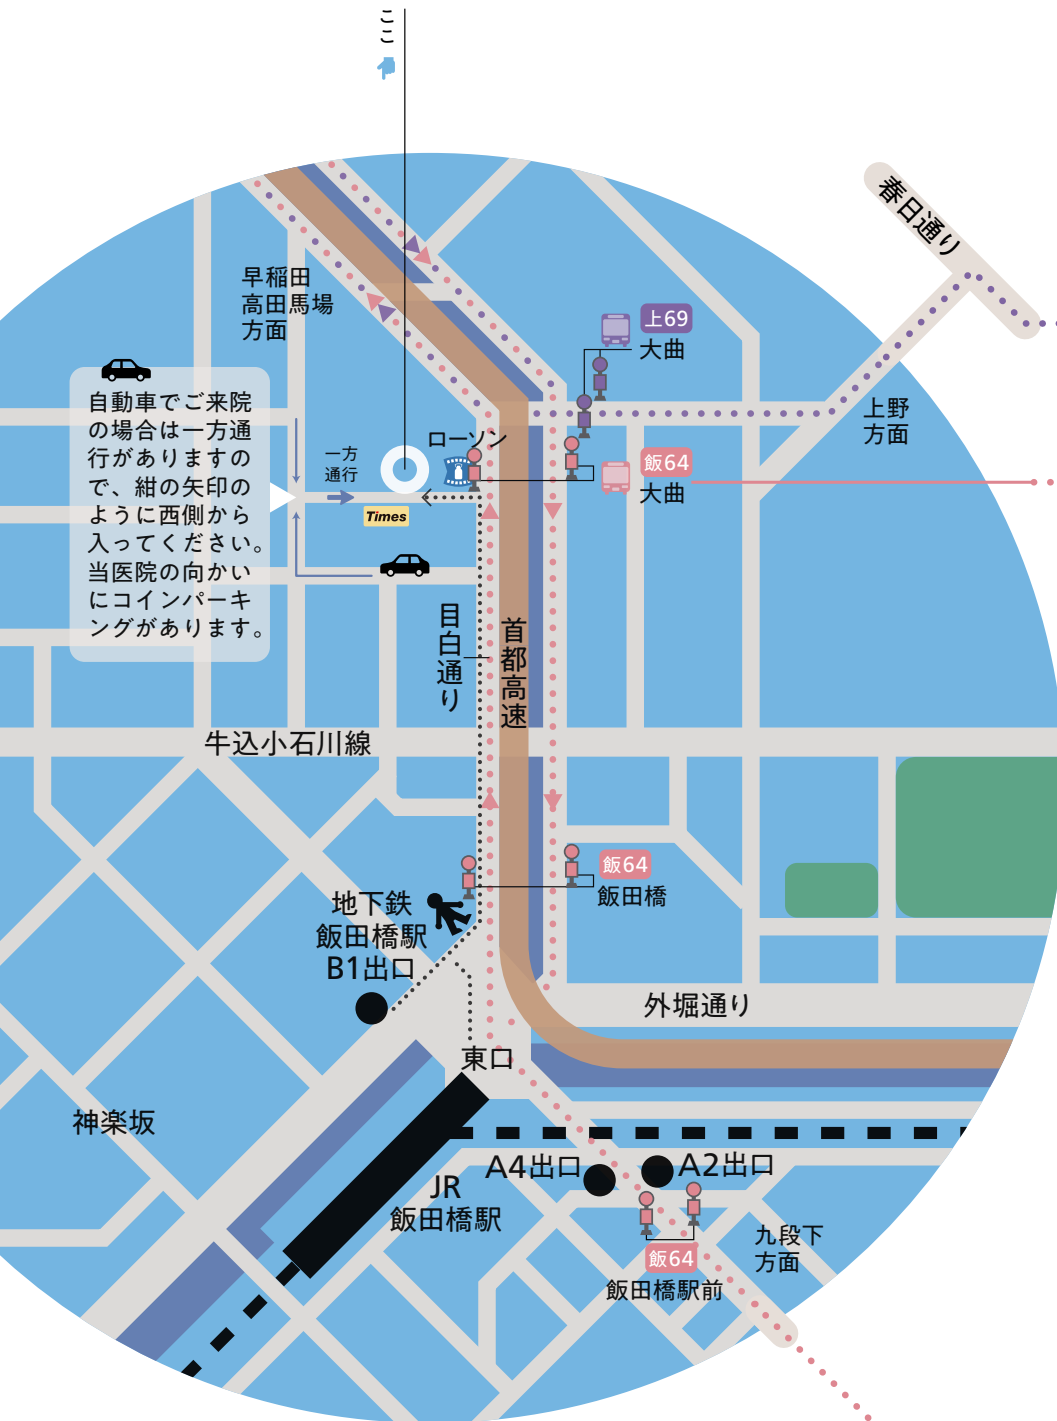 ここ
春日通り
早稲田
高田馬場
方面
上69
大曲
上野
方面
自動車でご来院
の場合は一方通
行がありますの
で、紺の矢印の
ように西側から
入ってください。
当医院の向かい
にコインパーキ
ングがあります。
一方
通行
ローソン
飯64
大曲
Times
目白通り
首都高速
牛込小石川線
飯64
飯田橋
地下鉄
飯田橋駅
B1出口
外堀通り
東口
神楽坂
A4出口
A2出口
JR
飯田橋駅
九段下
方面
飯64
飯田橋駅前